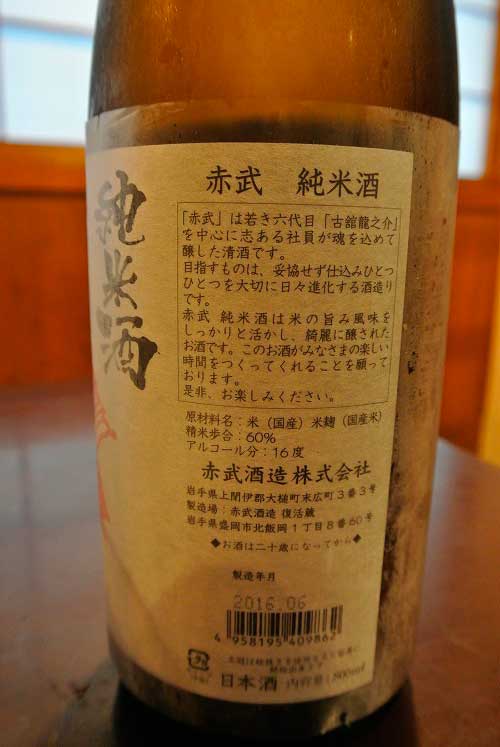 純米酒
赤武 純米酒
「赤武」は若き六代目「古舘龍之介」
を中心に志ある社員が魂を込めて
醸した清酒です。
目指すものは、妥協せず仕込みひとつ
ひとつを大切に日々進化する酒造り
です。
赤武 純米酒は米の旨み風味を
しっかりと活かし、綺麗に醸された
お酒です。このお酒がみなさまの楽しい
時間をつくってくれることを願って
おります。
是非、お楽しみください。
原材料名：米（国産）米麹（国産米）
精米歩合：60%
アルコール分：16度
赤武酒造株式会社
岩手県上閉伊郡大槌町末広町3番3号
製造場：赤武酒造 復活蔵
岩手県盛岡市北飯岡1丁目8番60号
◆お酒は二十歳になってから◆
製造年月
2016.06
4 958195 409862
日本酒 内容量1800ml